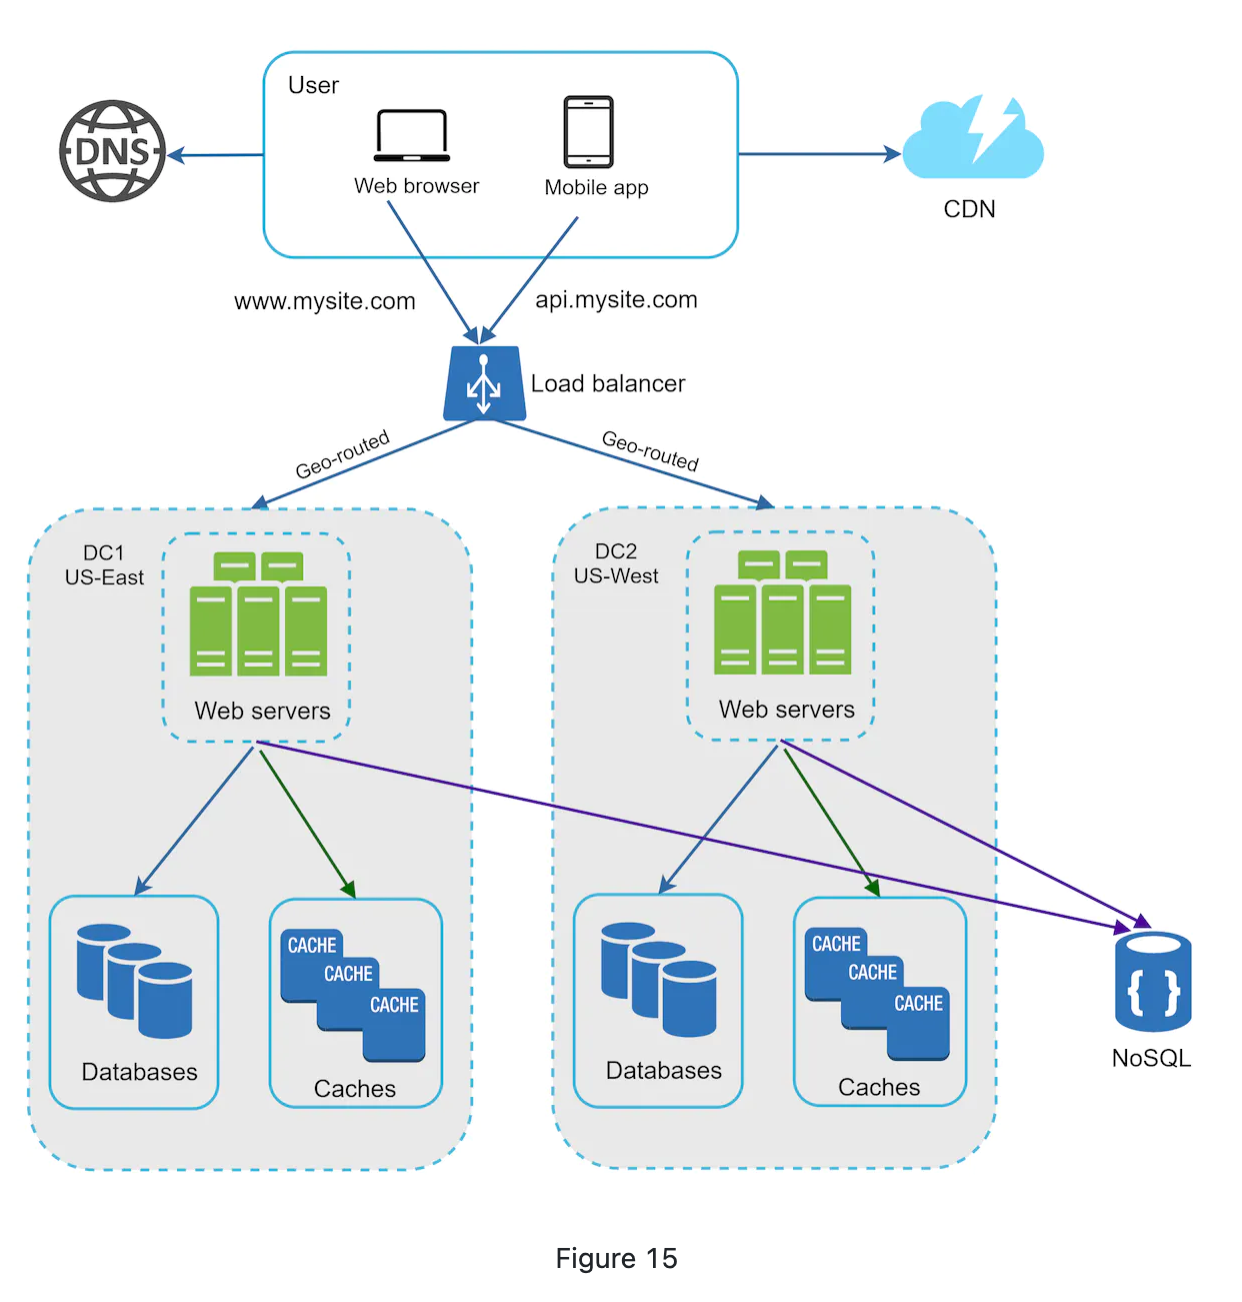 User
DNS
Web browser
Mobile app
CDN
www.mysite.com
api.mysite.com
Load balancer
Geo-routed
Geo-routed
DC1
US-East
Web servers
DC2
US-West
Web servers
CACHE
CACHE
CACHE
Databases
Caches
CACHE
CACHE
CACHE
Databases
Caches
{ }
NoSQL
Figure 15